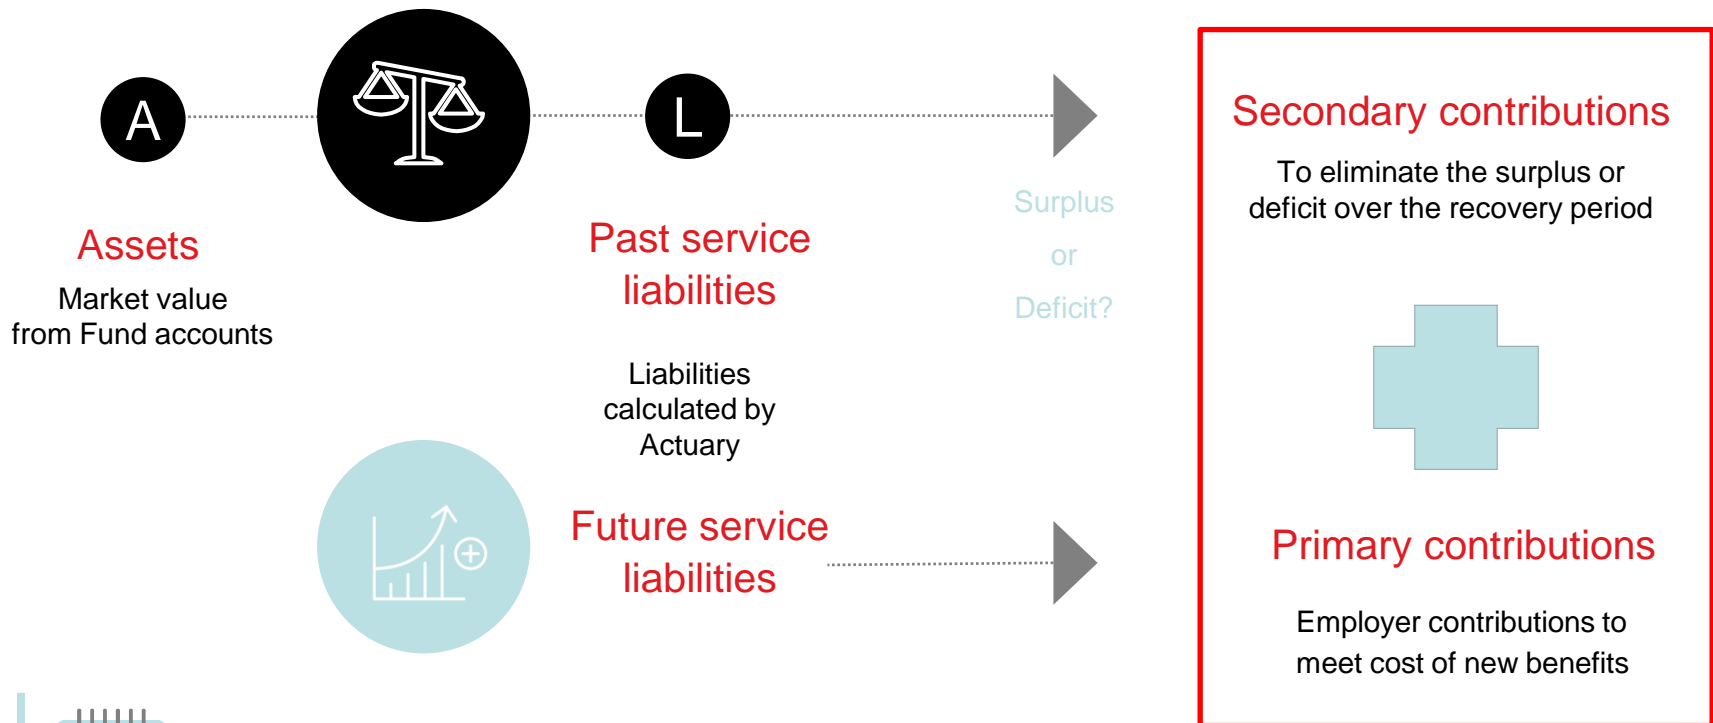 A
L
Assets
Market value
from Fund accounts
Past service
liabilities
Liabilities
calculated by
Actuary
Surplus
or
Deficit?
Future service
liabilities
Secondary contributions
To eliminate the surplus or
deficit over the recovery period
Primary contributions
Employer contributions to
meet cost of new benefits